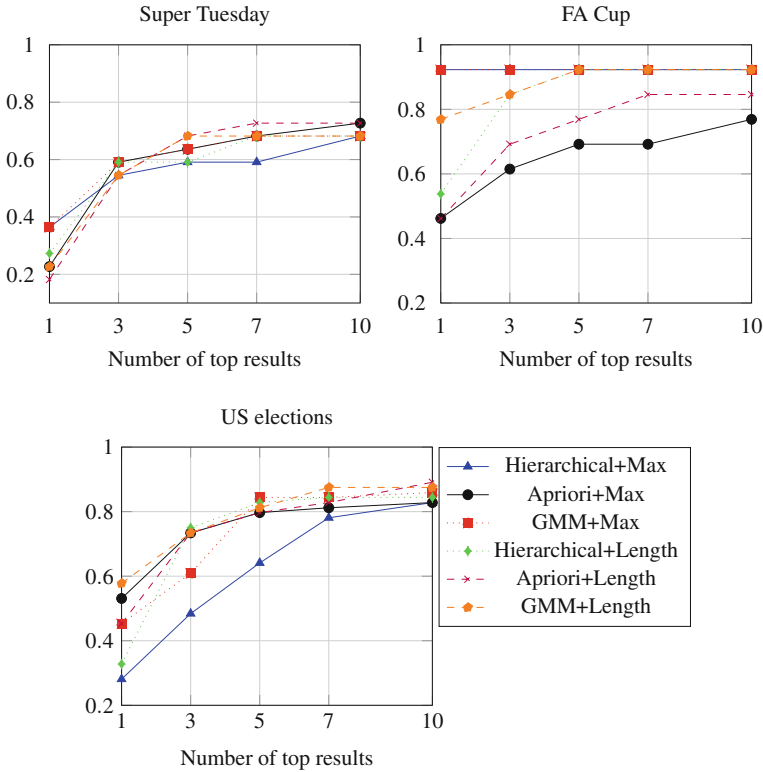 Super Tuesday
1
0.8
0.6
0.4
0.2
1 3 5 7 10
Number of top results
FA Cup
1
0.8
0.6
0.4
0.2
1 3 5 7 10
Number of top results
US elections
1
0.8
0.6
0.4
0.2
1 3 5 7 10
Number of top results
Hierarchical+Max
Apriori+Max
GMM+Max
Hierarchical+Length
Apriori+Length
GMM+Length